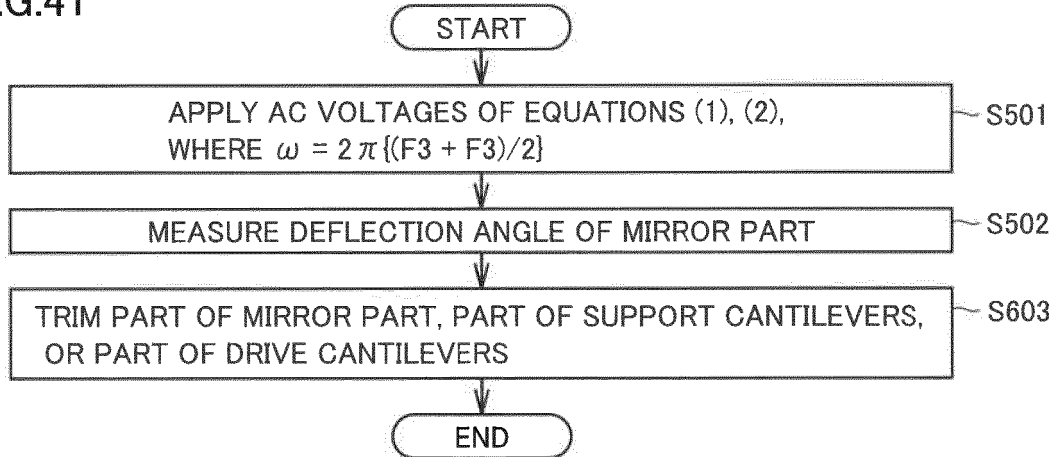 START
APPLY AC VOLTAGES OF EQUATIONS (1), (2),
WHERE ω = 2π{(F3 + F3)/2}
S501
MEASURE DEFLECTION ANGLE OF MIRROR PART
S502
TRIM PART OF MIRROR PART, PART OF SUPPORT CANTILEVERS,
OR PART OF DRIVE CANTILEVERS
S603
END